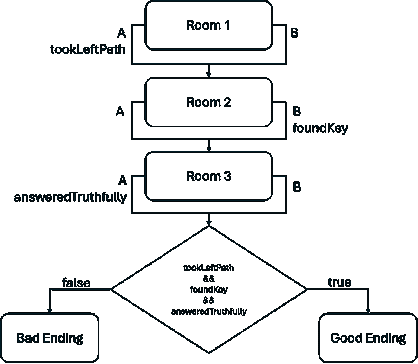 Room 1
A
B
tookLeftPath
Room 2
A
B
foundKey
Room 3
A
B
answeredTruthfully
tookLeftPath
&&
foundKey
&&
answeredTruthfully
false
true
Bad Ending
Good Ending